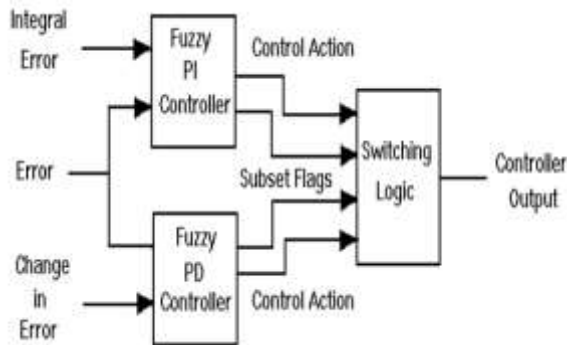 Integral
Error
Fuzzy
PI
Controller
Control Action
Error
Subset Flags
Switching
Logic
Controller
Output
Change
in
Error
Fuzzy
PD
Controller
Control Action